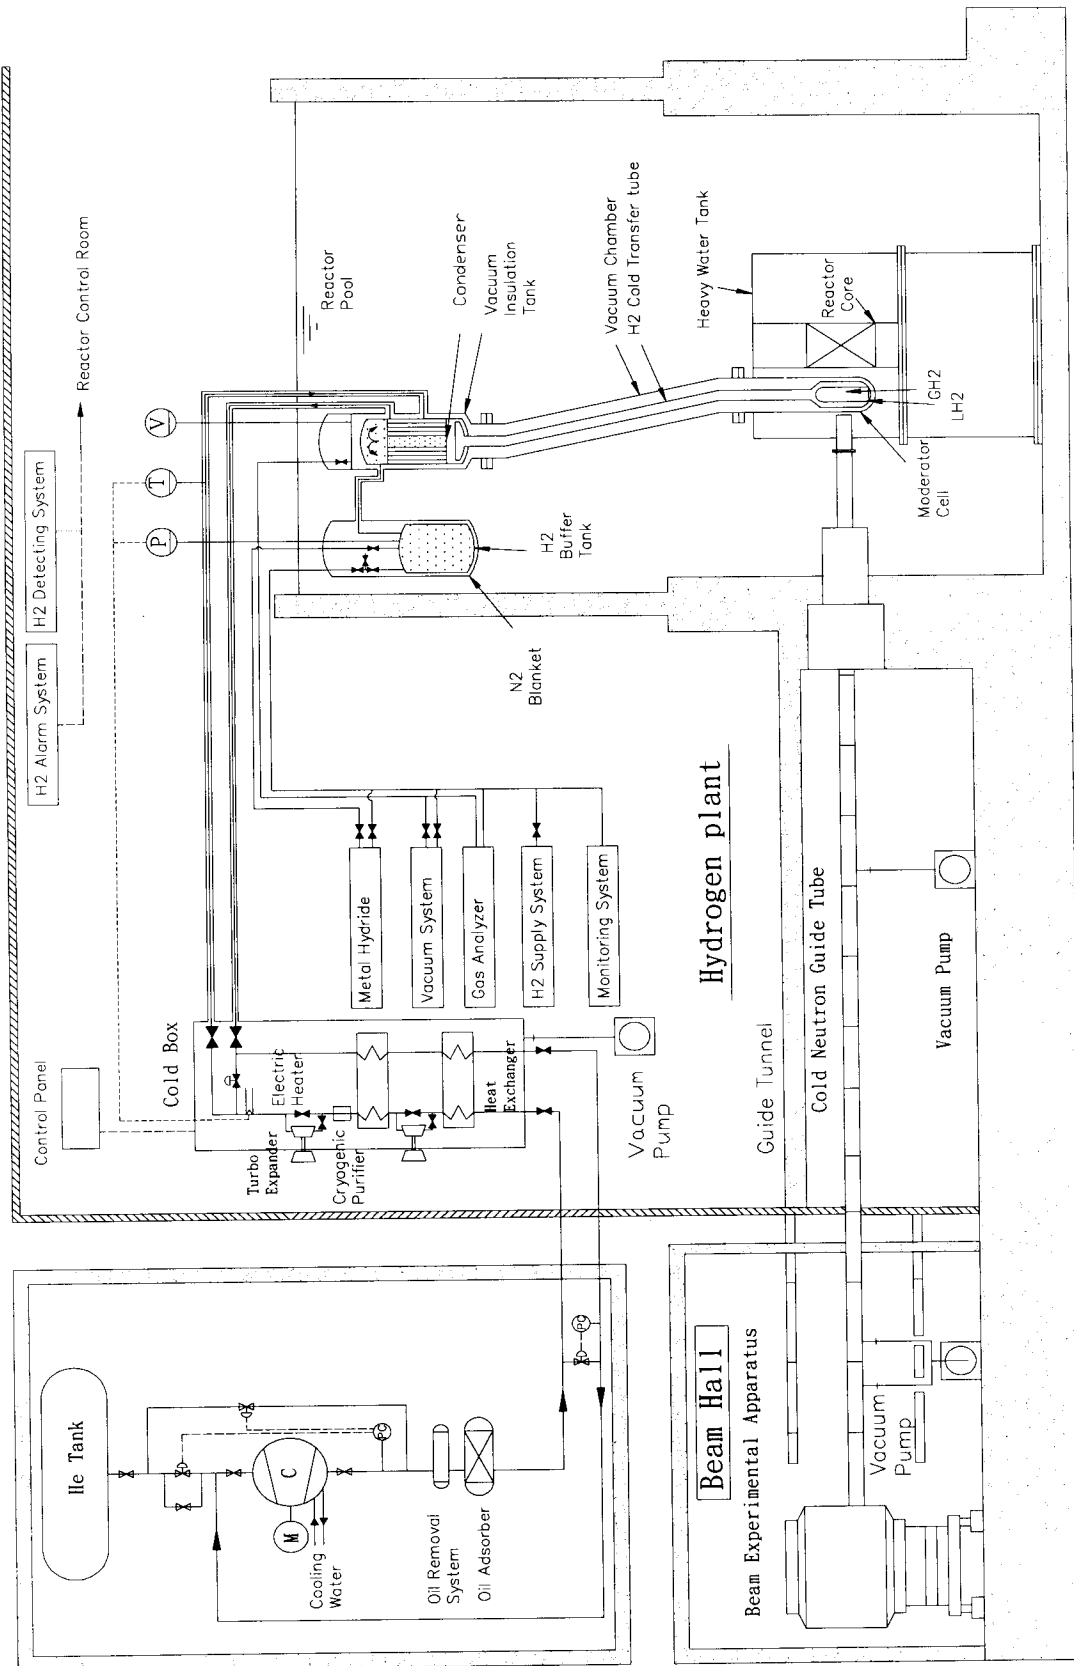 H2 Alarm System
H2 Detecting System
Reactor Control Room
Control Panel
P
T
V
Cold Box
Reactor
Pool
Condenser
Vacuum
Insulation
Tank
Electric
Heater
Turbo
Expander
Cryogenic
Purifier
Heat
Exchanger
Vacuum
Pump
Metal Hydride
Vacuum System
Gas Analyzer
H2 Supply System
Monitoring System
H2
Buffer
Tank
N2
Blanket
Vacuum Chamber
H2 Cold Transfer tube
Heavy Water Tank
Reactor
Core
GH2
LH2
Moderator
Cell
Hydrogen plant
He Tank
C
M
PC
PC
Cooling
Water
Oil Removal
System
Oil Adsorber
Guide Tunnel
Cold Neutron Guide Tube
Vacuum Pump
Beam Hall
Beam Experimental Apparatus
Vacuum
Pump